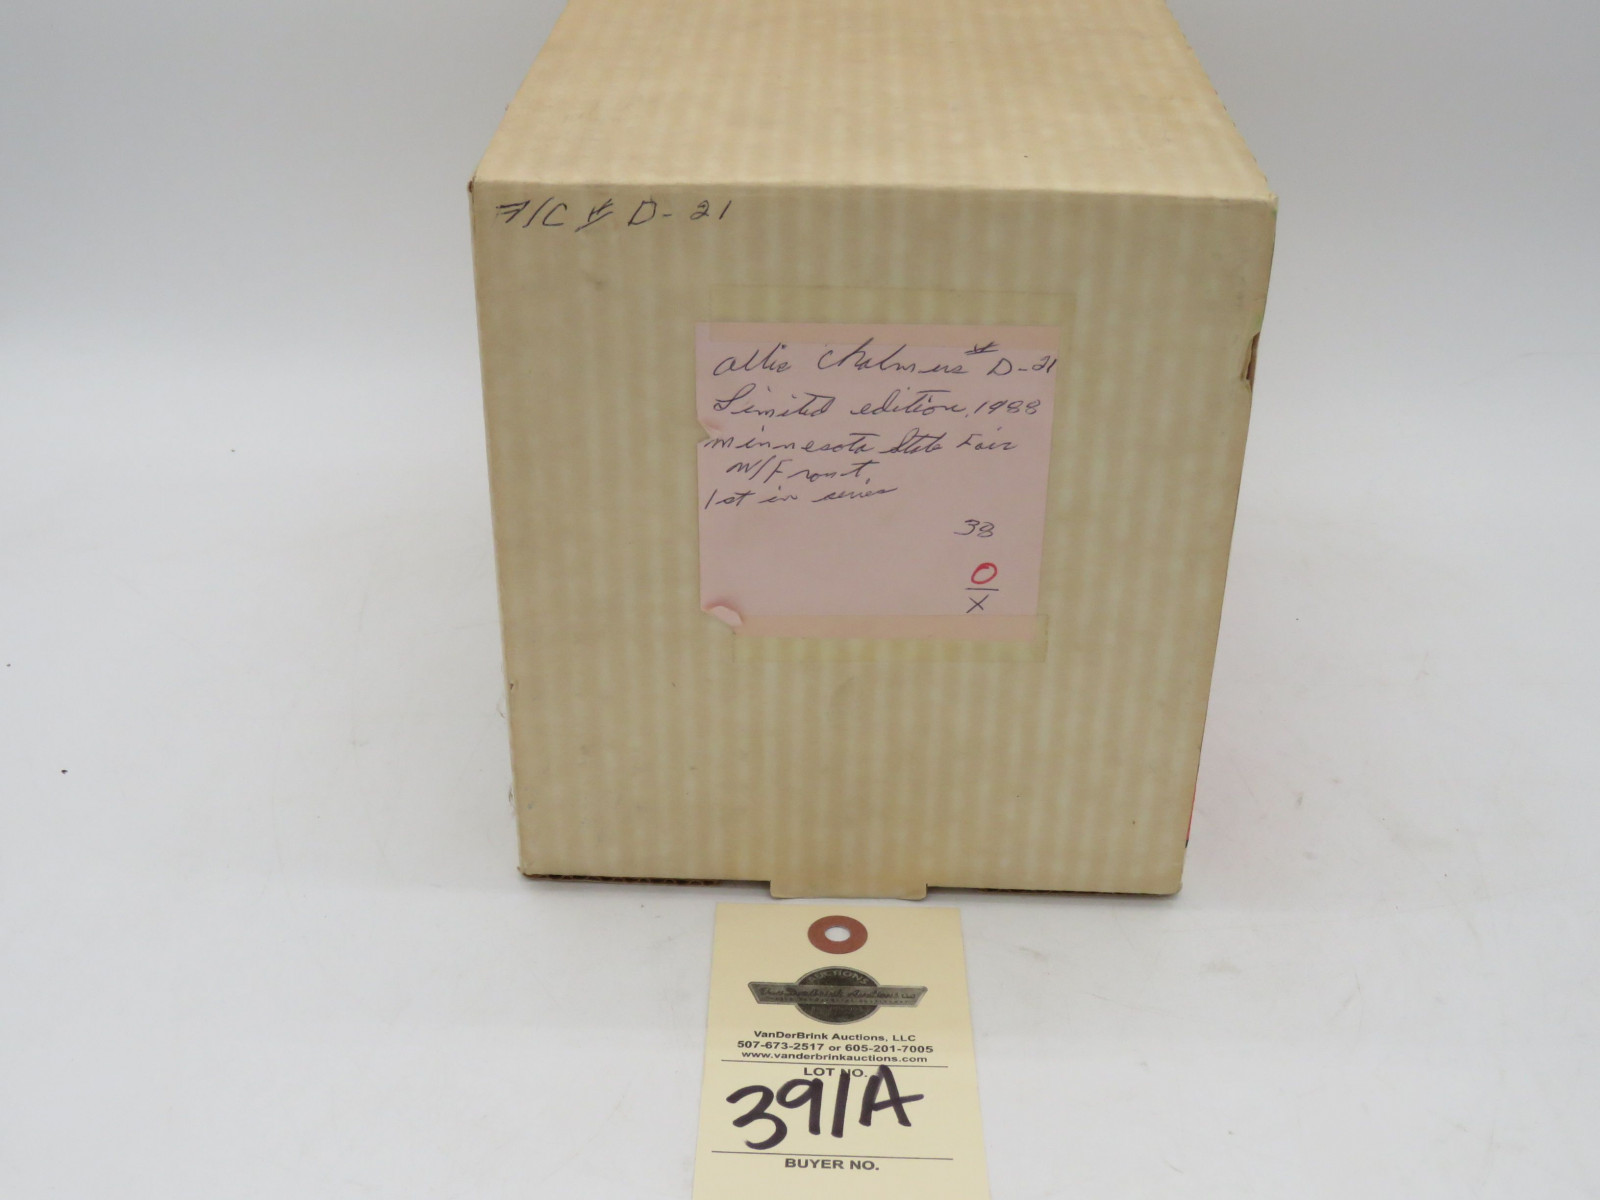 A/C # D-21
Allis Chalmers # D-21
Limited edition, 1988
Minnesota State Fair
W/Front,
1st in series
38
O
X
AUCTIONS
VanDerBrink Auctions, LLC
507-673-2517 or 605-201-7005
www.vanderbrinkauctions.com
LOT NO.
391A
BUYER NO.